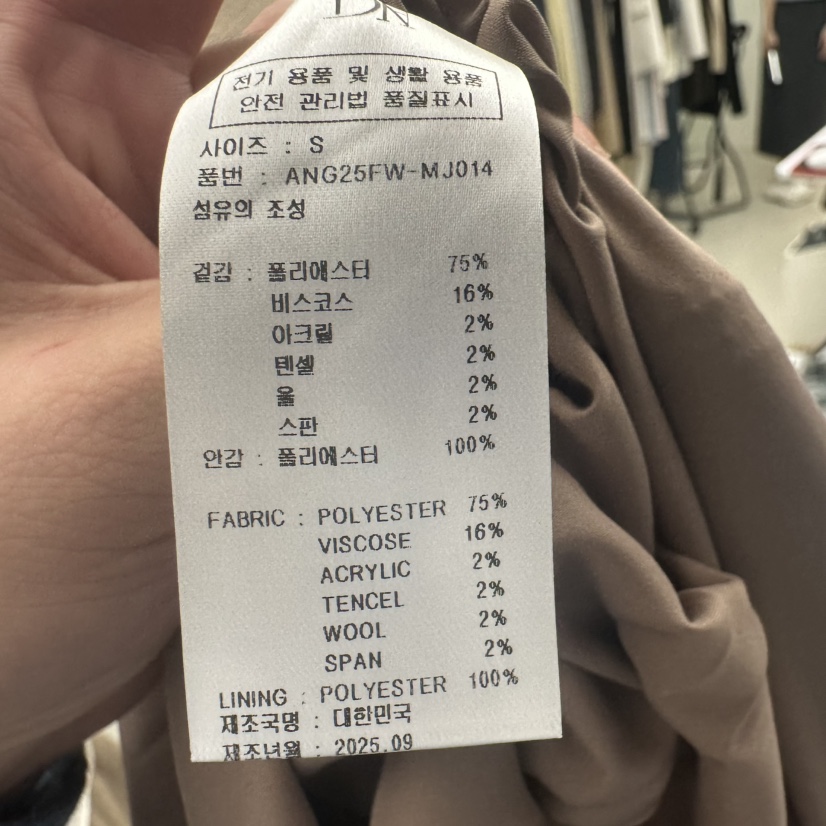 DN
전기 용품 및 생활 용품
안전 관리법 품질표시
사이즈 : S
품번 : ANG25FW-MJ014
섬유의 조성
겉감 : 폴리에스터 75%
비스코스 16%
아크릴 2%
텐셀 2%
울 2%
스판 2%
안감 : 폴리에스터 100%
FABRIC : POLYESTER 75%
VISCOSE 16%
ACRYLIC 2%
TENCEL 2%
WOOL 2%
SPAN 2%
LINING : POLYESTER 100%
제조국명 : 대한민국
제조년월 : 2025.09